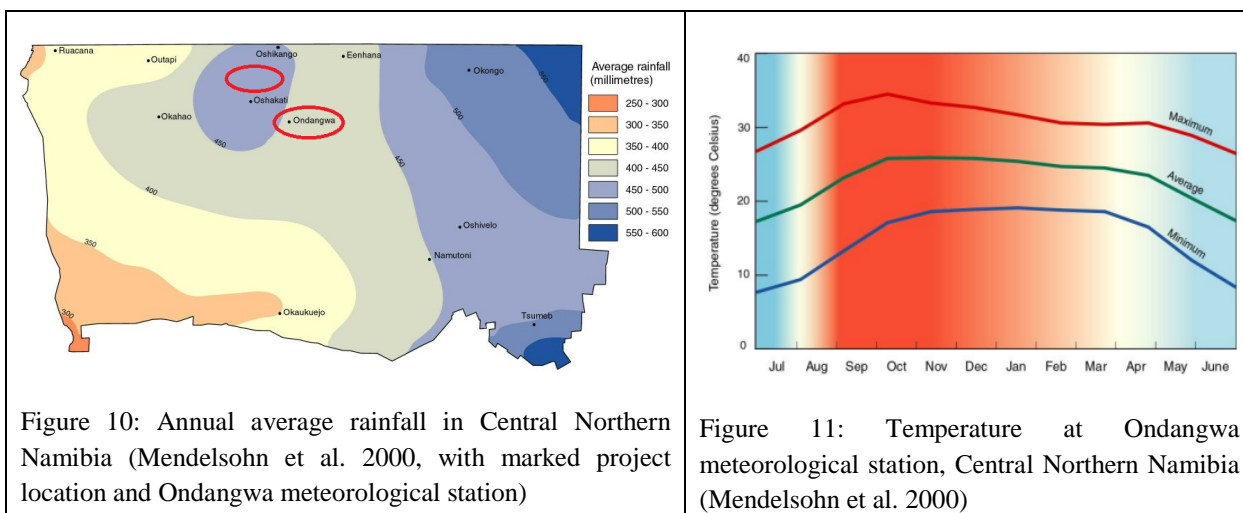 Ruacana
Outapi
Oshikango
Eenhana
Okongo
550
Oshakati
Okahao
Ondangwa
450
500
450
400
Oshivelo
350
Namutoni
Okaukuejo
Tsumeb
300
Average rainfall
(millimetres)
250 - 300
300 - 350
350 - 400
400 - 450
450 - 500
500 - 550
550 - 600
Figure 10: Annual average rainfall in Central Northern
Namibia (Mendelsohn et al. 2000, with marked project
location and Ondangwa meteorological station)
Temperature (degrees Celsius)
40
30
20
10
0
Maximum
Average
Minimum
Jul Aug Sep Oct Nov Dec Jan Feb Mar Apr May June
Figure 11: Temperature at Ondangwa
meteorological station, Central Northern Namibia
(Mendelsohn et al. 2000)